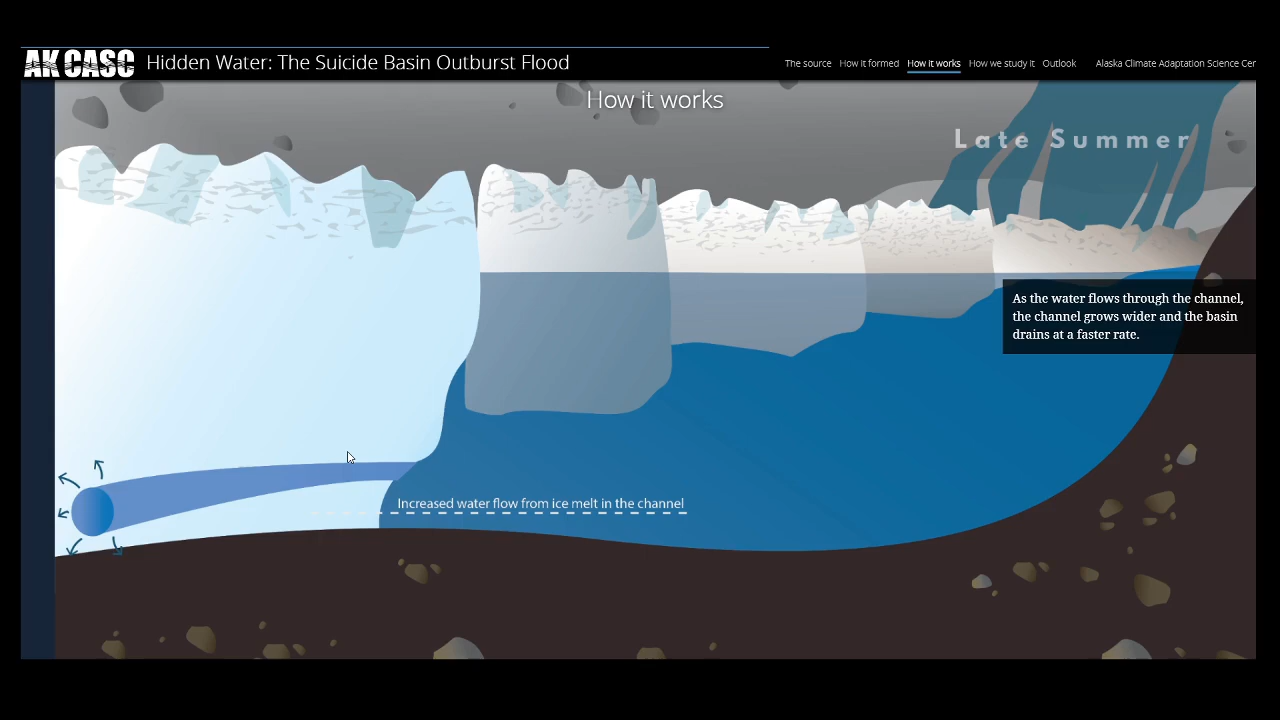 AK CASC
Hidden Water: The Suicide Basin Outburst Flood
The source How it formed How it works How we study it Outlook Alaska Climate Adaptation Science Cer
How it works
Late Summer
As the water flows through the channel,
the channel grows wider and the basin
drains at a faster rate.
Increased water flow from ice melt in the channel